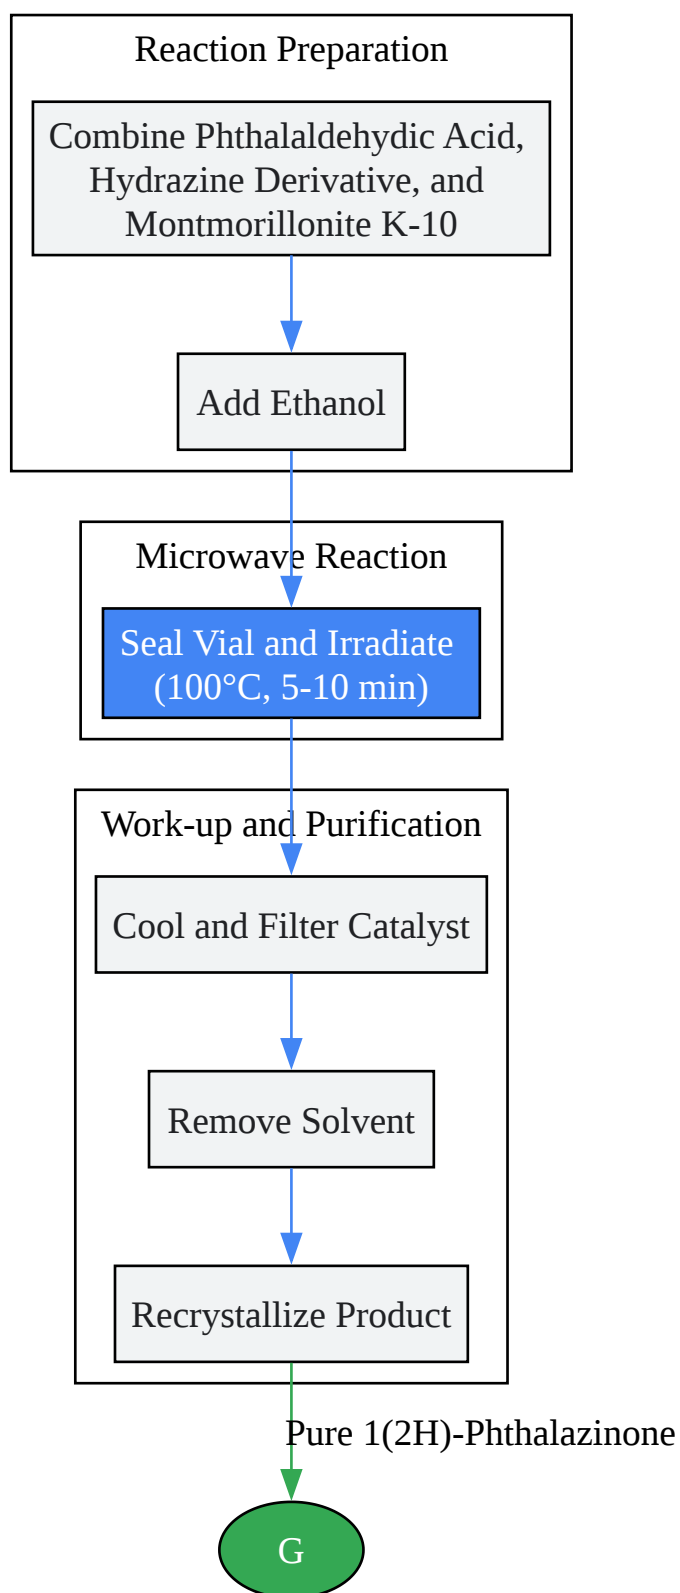 Reaction Preparation
Combine Phthalaldehydic Acid,
Hydrazine Derivative, and
Montmorillonite K-10
Add Ethanol
Microwave Reaction
Seal Vial and Irradiate
(100°C, 5-10 min)
Work-up and Purification
Cool and Filter Catalyst
Remove Solvent
Recrystallize Product
Pure 1(2H)-Phthalazinone
G